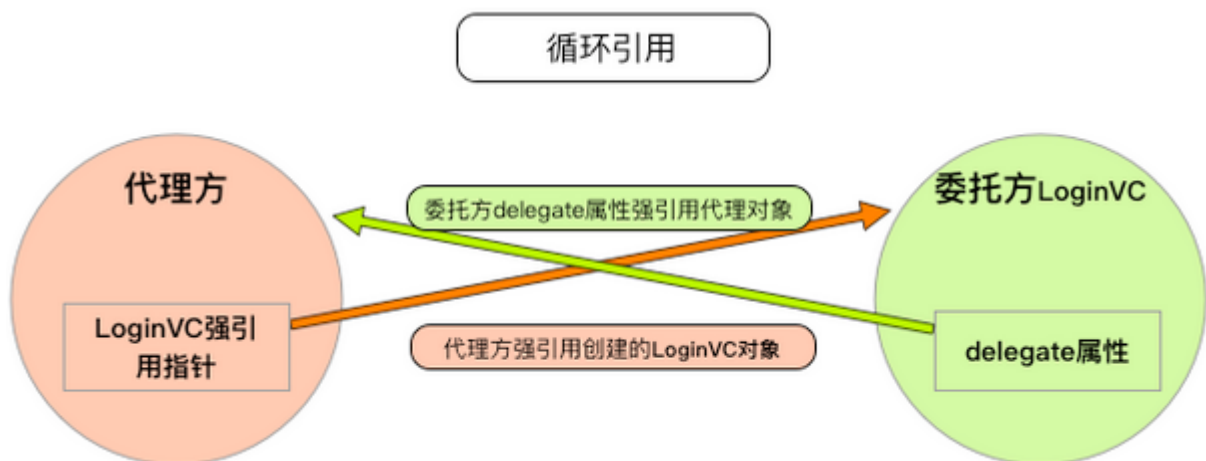 循环引用
代理方
委托方LoginVC
委托方delegate属性强引用代理对象
LoginVC强引
用指针
代理方强引用创建的LoginVC对象
delegate属性